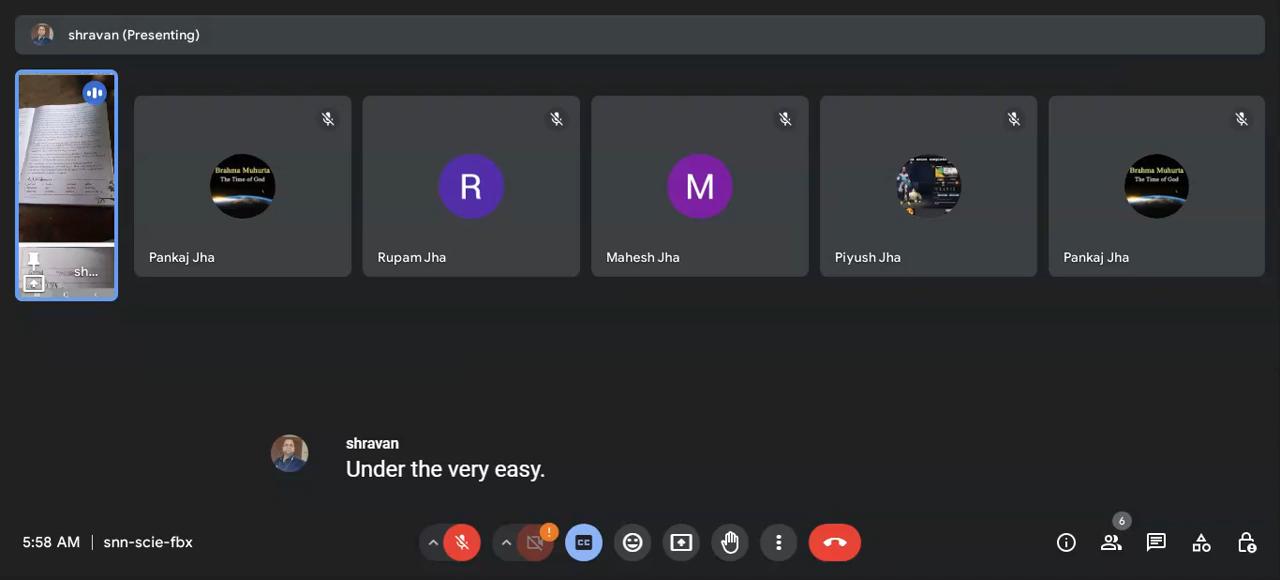 shravan (Presenting)
sh...
Brahma Muhurta
The Time of God
Pankaj Jha
R
Rupam Jha
M
Mahesh Jha
Piyush Jha
Brahma Muhurta
The Time of God
Pankaj Jha
shravan
Under the very easy.
5:58 AM | snn-scie-fbx
!
CC
6